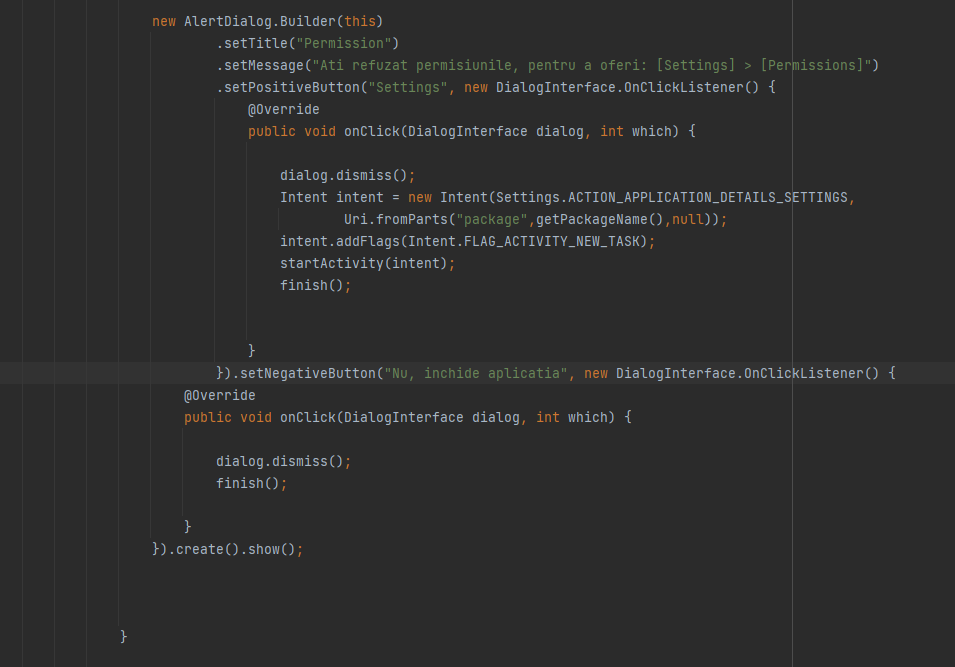 new AlertDialog.Builder(this)
.setTitle("Permission")
.setMessage("Ati refuzat permisiunile, pentru a oferi: [Settings] > [Permissions]")
.setPositiveButton("Settings", new DialogInterface.OnClickListener() {
@Override
public void onClick(DialogInterface dialog, int which) {
dialog.dismiss();
Intent intent = new Intent(Settings.ACTION_APPLICATION_DETAILS_SETTINGS,
Uri.fromParts("package",getPackageName(),null));
intent.addFlags(Intent.FLAG_ACTIVITY_NEW_TASK);
startActivity(intent);
finish();
}
}).setNegativeButton("Nu, inchide aplicatia", new DialogInterface.OnClickListener() {
@Override
public void onClick(DialogInterface dialog, int which) {
dialog.dismiss();
finish();
}
}).create().show();
}